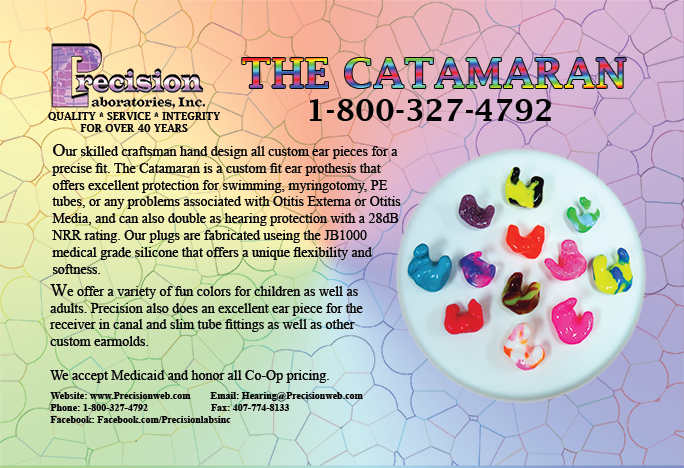 Precision
Laboratories, Inc.
QUALITY * SERVICE * INTEGRITY
FOR OVER 40 YEARS
THE CATAMARAN
1-800-327-4792
Our skilled craftsman hand design all custom ear pieces for a
precise fit. The Catamaran is a custom fit ear prothesis that
offers excellent protection for swimming, myringotomy, PE
tubes, or any problems associated with Otitis Externa or Otitis
Media, and can also double as hearing protection with a 28dB
NRR rating. Our plugs are fabricated useing the JB1000
medical grade silicone that offers a unique flexibility and
softness.
We offer a variety of fun colors for children as well as
adults. Precision also does an excellent ear piece for the
receiver in canal and slim tube fittings as well as other
custom earmolds.
We accept Medicaid and honor all Co-Op pricing.
Website: www.Precisionweb.com Email: Hearing@Precisionweb.com
Phone: 1-800-327-4792 Fax: 407-774-8133
Facebook: Facebook.com/Precisionlabsinc